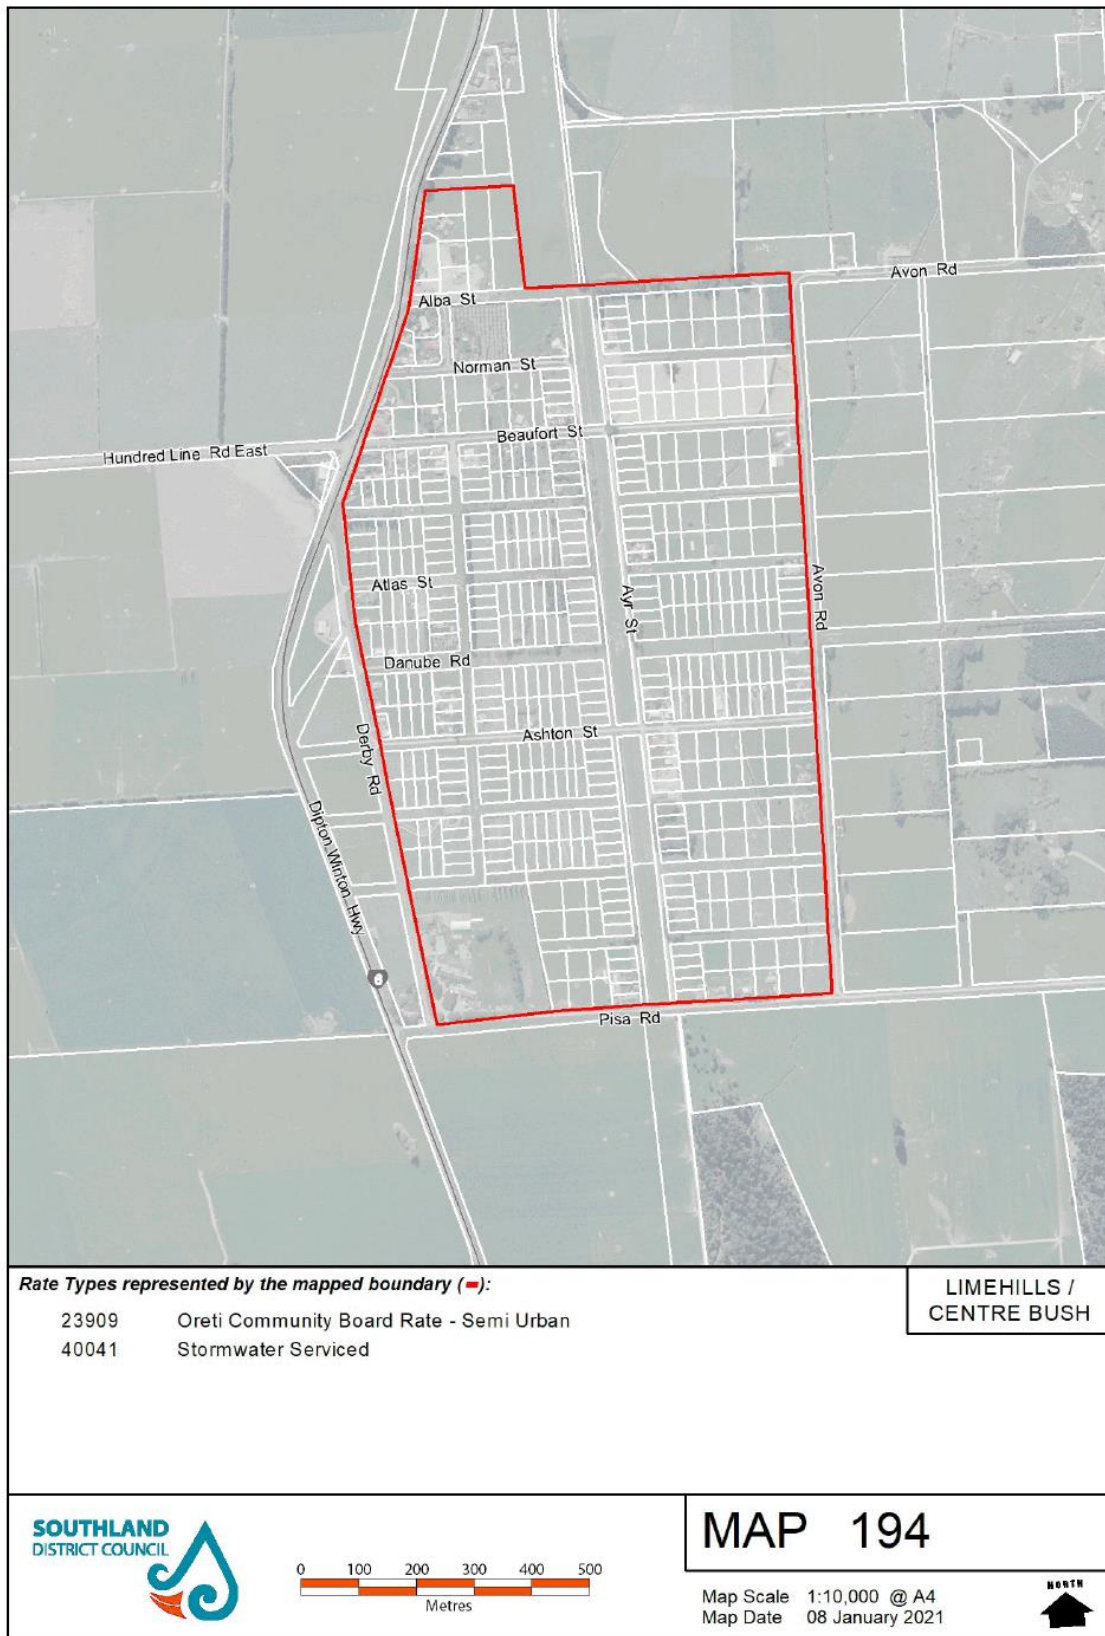 Avon Rd
Alba St
Norman St
Beaufort St
Hundred Line Rd East
Atlas St
Ayr St
Avon Rd
Danube Rd
Ashton St
Derby Rd
Dipton Winton Hwy
6
Pisa Rd
Rate Types represented by the mapped boundary (-):
23909 Oreti Community Board Rate - Semi Urban
40041 Stormwater Serviced
LIMEHILLS /
CENTRE BUSH
SOUTHLAND
DISTRICT COUNCIL
0 100 200 300 400 500
Metres
MAP 194
Map Scale 1:10,000 @ A4
Map Date 08 January 2021
NORTH